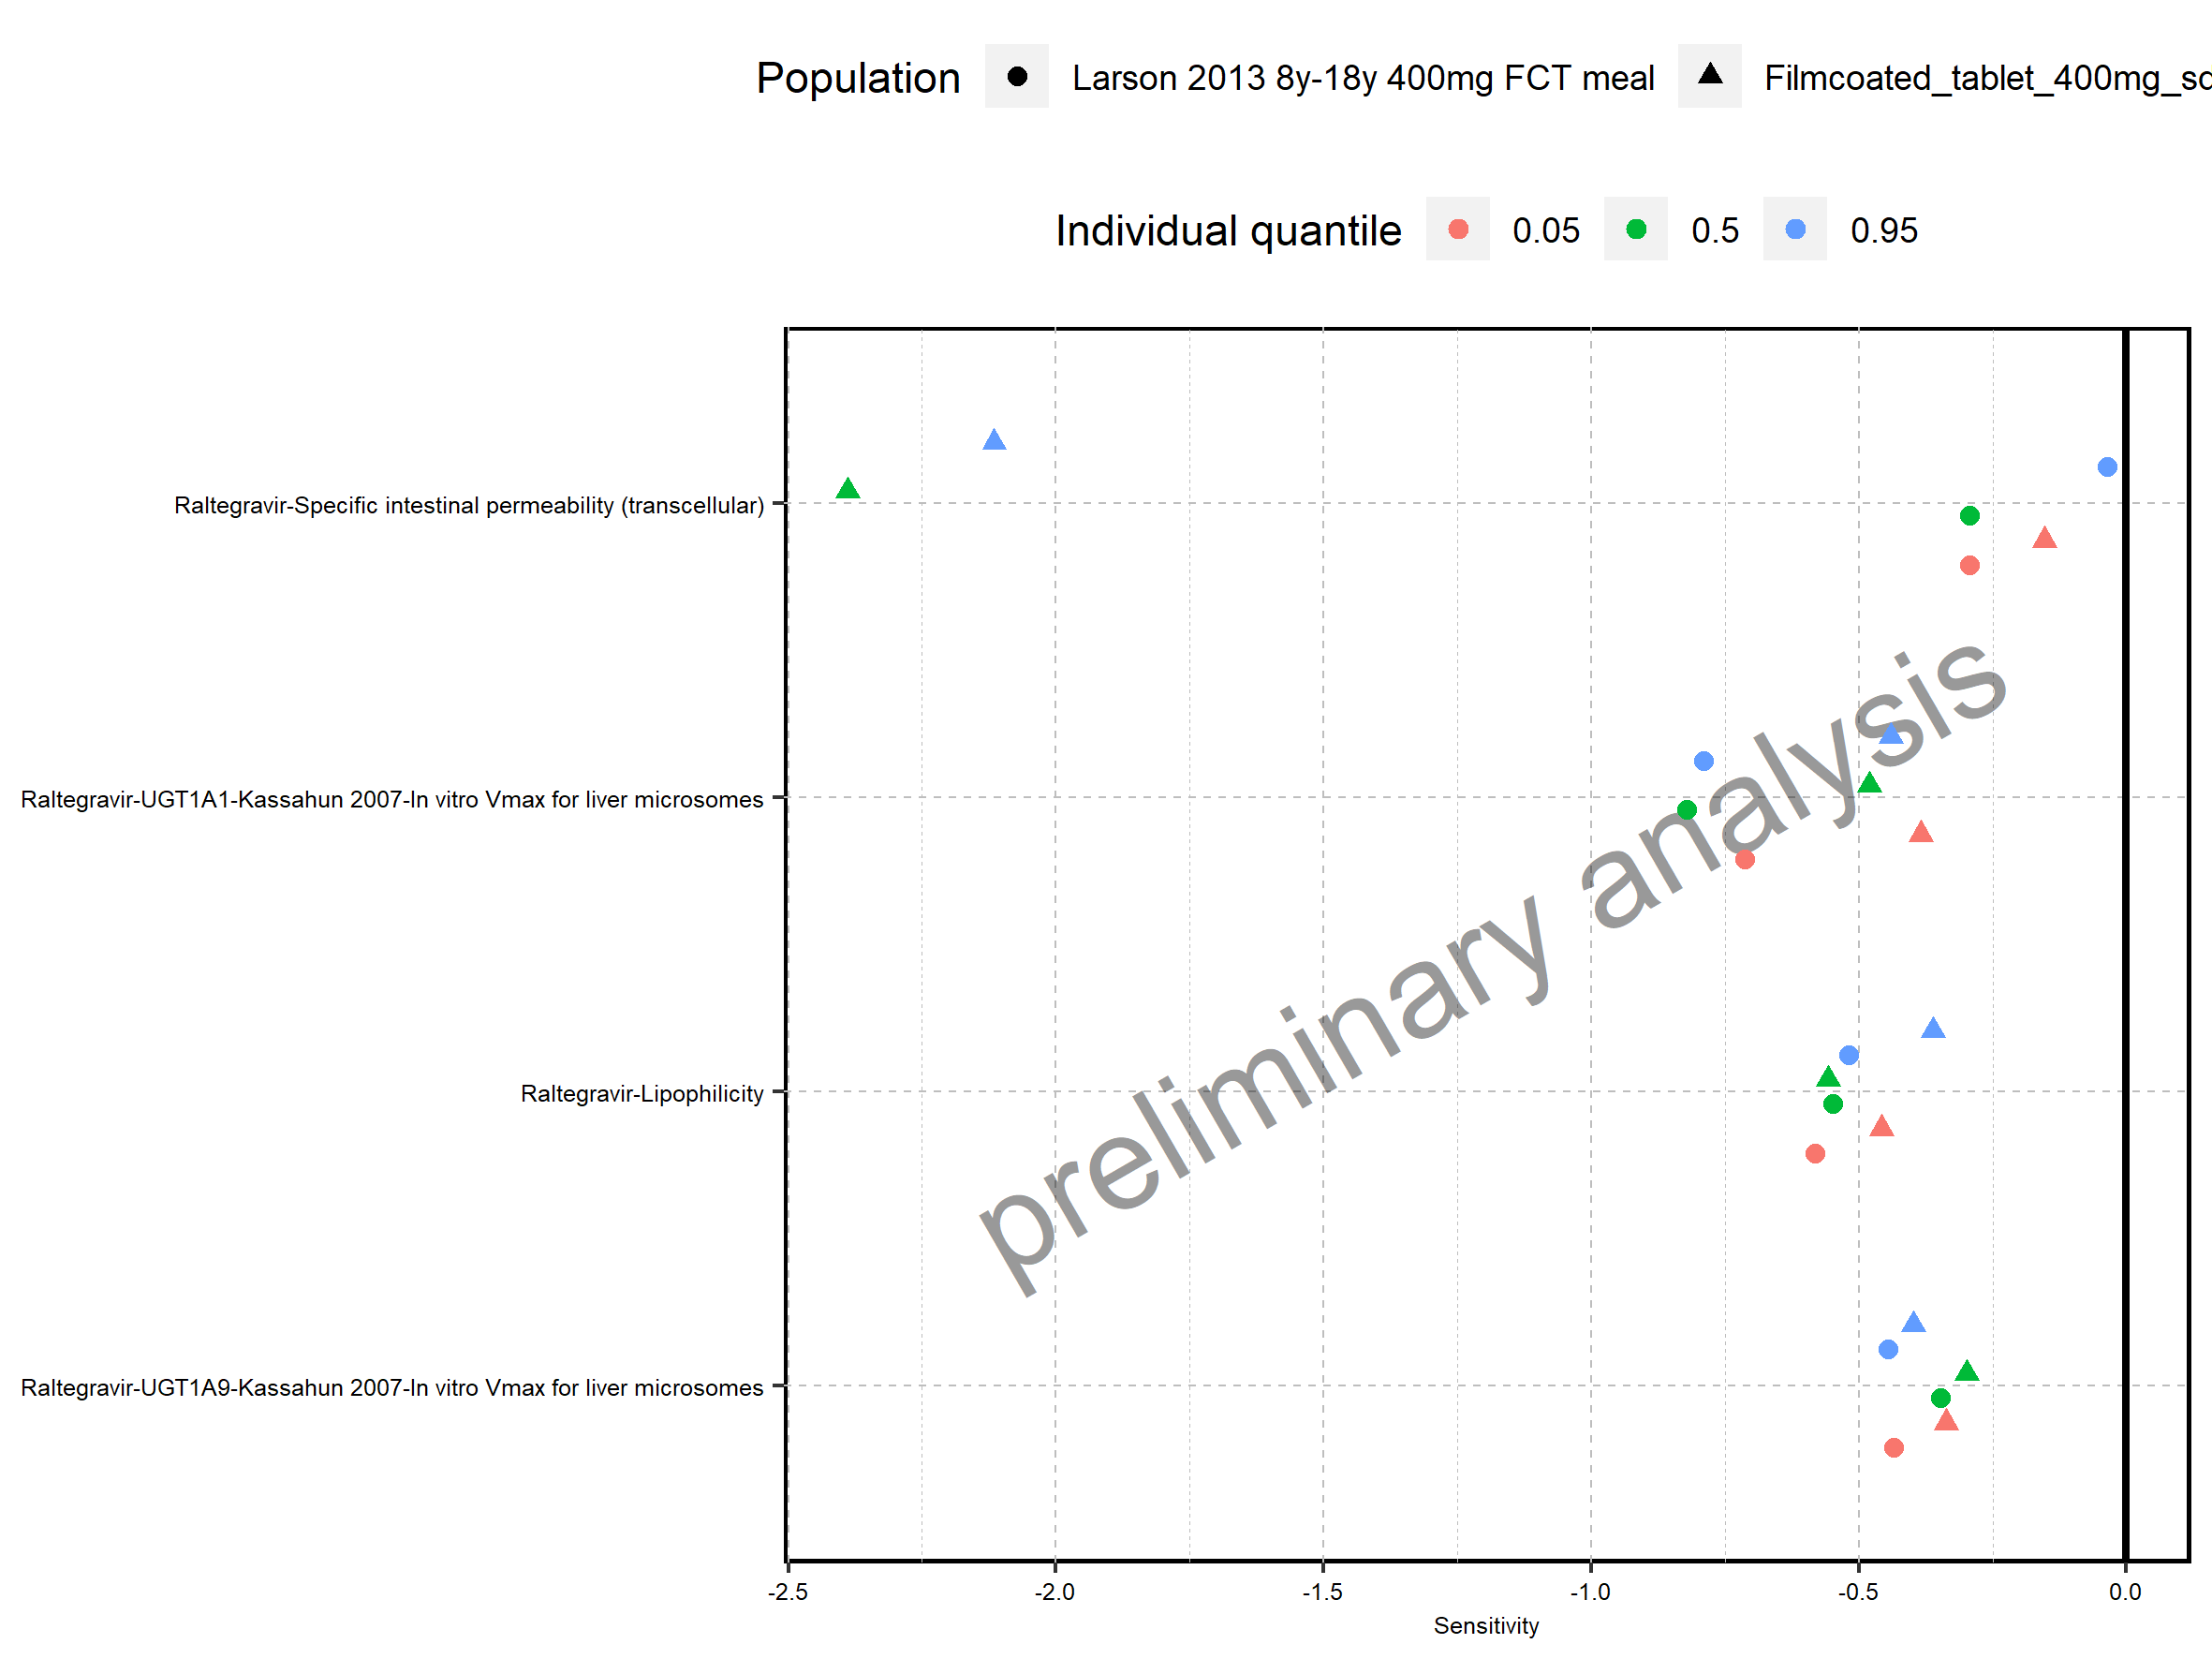 Population Larson 2013 8y-18y 400mg FCT meal Filmcoated_tablet_400mg_sd
Individual quantile 0.05 0.5 0.95
Raltegravir-Specific intestinal permeability (transcellular)
Raltegravir-UGT1A1-Kassahun 2007-In vitro Vmax for liver microsomes
Raltegravir-Lipophilicity
Raltegravir-UGT1A9-Kassahun 2007-In vitro Vmax for liver microsomes
preliminary analysis
-2.5 -2.0 -1.5 -1.0 -0.5 0.0
Sensitivity